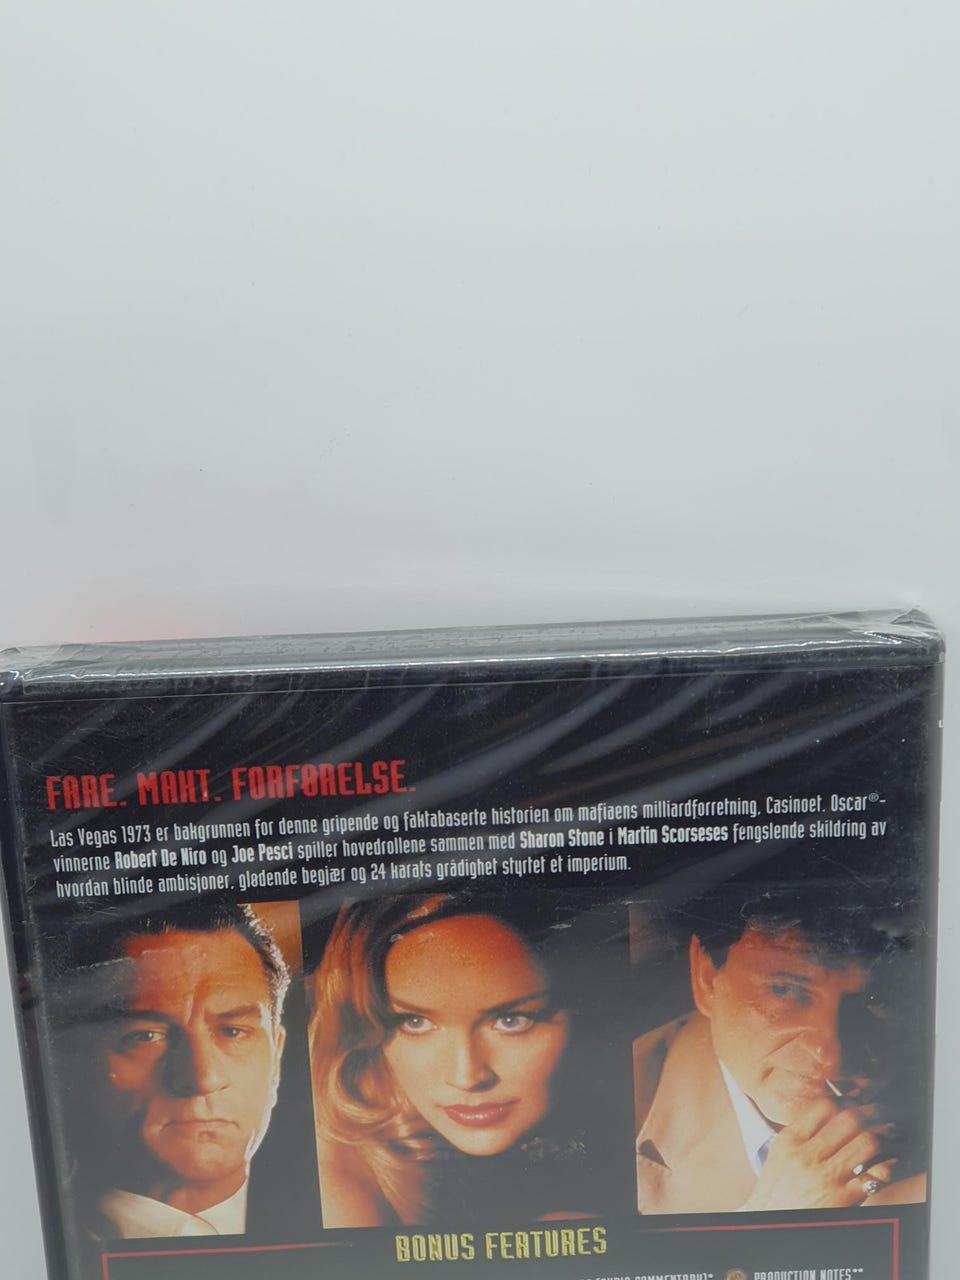 FARE. MAKT. FORFØRELSE.
Las Vegas 1973 er bakgrunnen for denne gripende og faktabaserte historien om mafiaens milliardforretning, Casinoet. Oscar®-
vinnerne Robert De Niro og Joe Pesci spiller hovedrollene sammen med Sharon Stone i Martin Scorseses fengslende skildring av
hvordan blinde ambisjoner, glødende begjær og 24 karats grådighet styrtet et imperium.
BONUS FEATURES
COMMENTARY]* PRODUCTION NOTES**